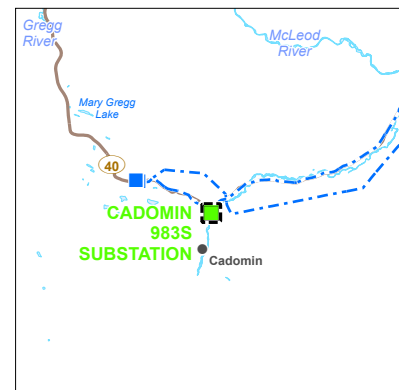 Gregg
River
McLeod
River
Mary Gregg
Lake
40
CADOMIN
983S
SUBSTATION
Cadomin